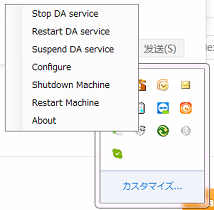 Stop DA service
Restart DA service
Suspend DA service
Configure
Shutdown Machine
Restart Machine
About
发送(S)
カスタマイズ...